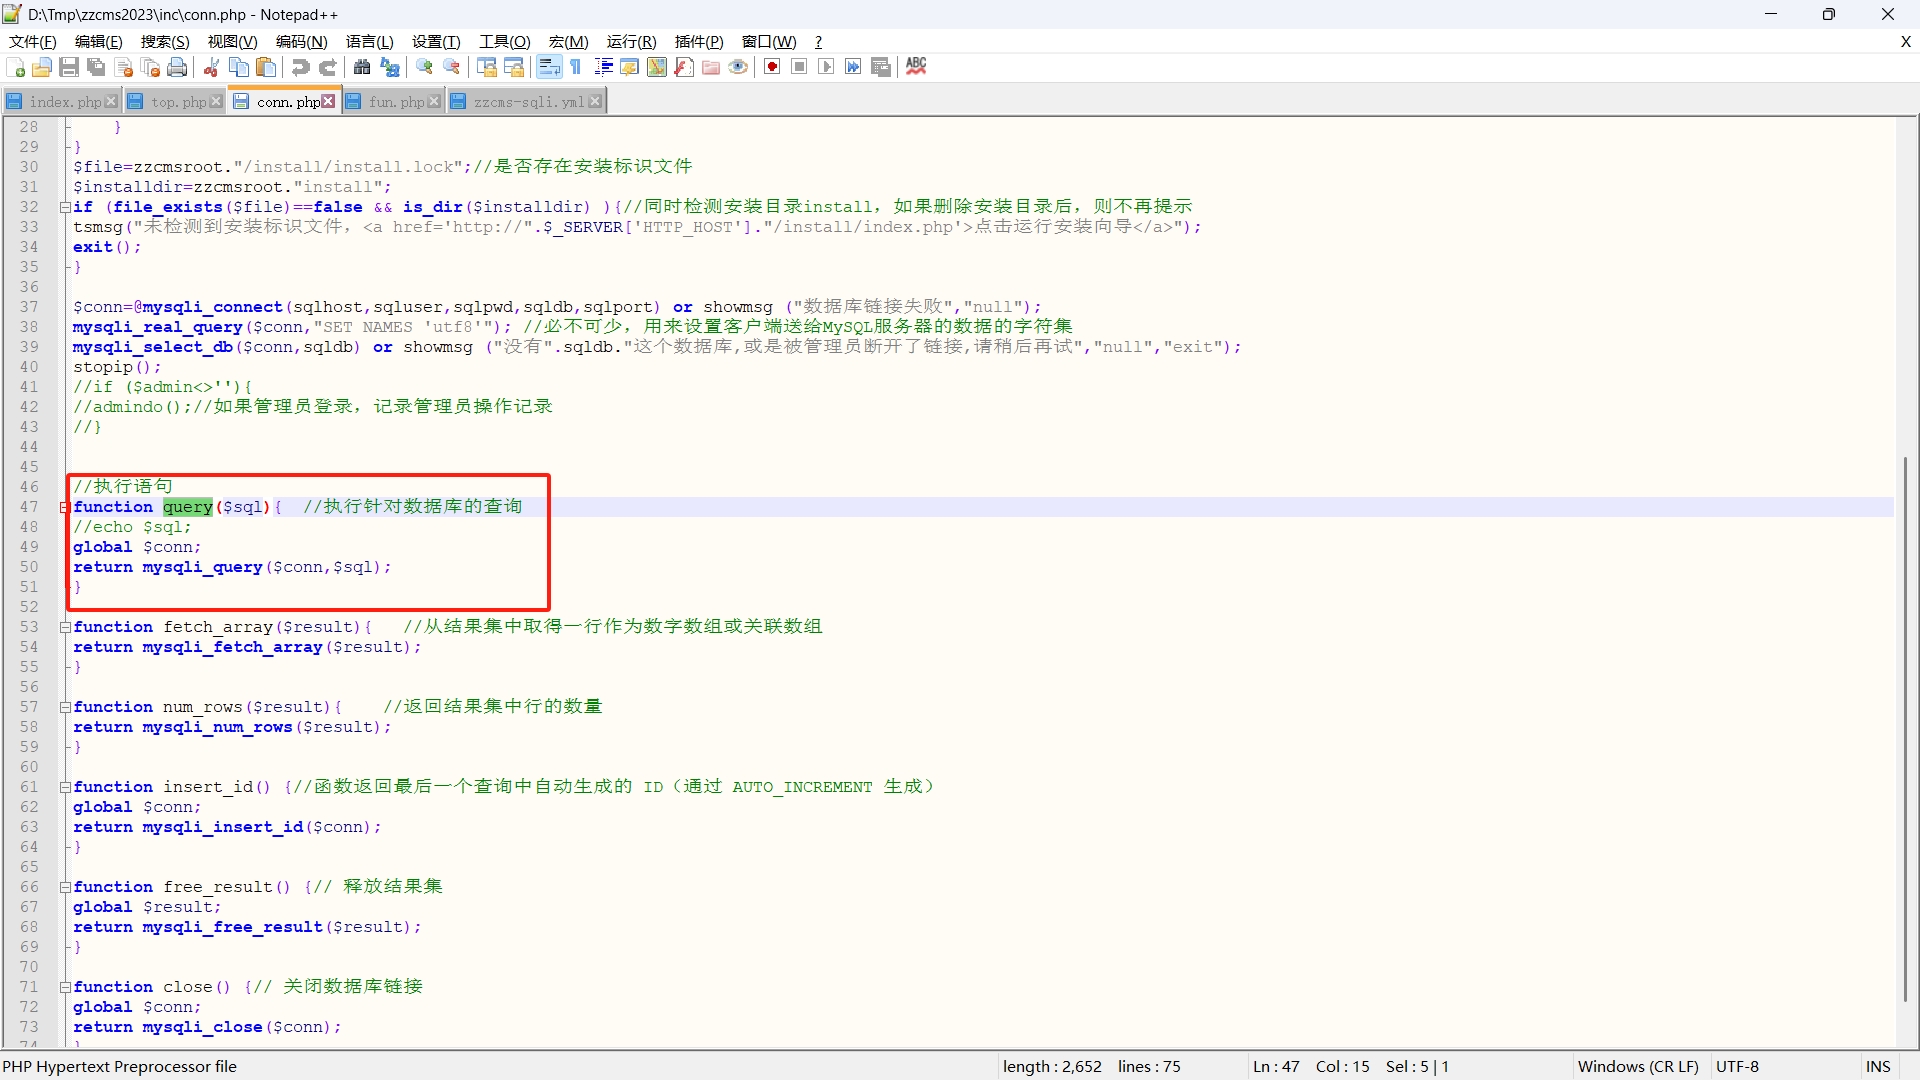 D:\Tmp\zzcms2023\inc\conn.php - Notepad++
文件(F) 编辑(E) 搜索(S) 视图(V) 编码(N) 语言(L) 设置(T) 工具(O) 宏(M) 运行(R) 插件(P) 窗口(W) ? X
ABC
index.php top.php conn.php fun.php zzcms-sqli.yml
28 }
29 }
30 $file=zzcmsroot."/install/install.lock";//是否存在安装标识文件
31 $installdir=zzcmsroot."install";
32 if (file_exists($file)==false && is_dir($installdir) ){//同时检测安装目录install，如果删除安装目录后，则不再提示
33 tsmsg("未检测到安装标识文件，<a href='http://".$_SERVER['HTTP_HOST']."/install/index.php'>点击运行安装向导</a>");
34 exit();
35 }
36
37 $conn=@mysqli_connect(sqlhost,sqluser,sqlpwd,sqldb,sqlport) or showmsg ("数据库链接失败","null");
38 mysqli_real_query($conn,"SET NAMES 'utf8'"); //必不可少，用来设置客户端送给MySQL服务器的数据的字符集
39 mysqli_select_db($conn,sqldb) or showmsg ("没有".sqldb."这个数据库,或是被管理员断开了链接,请稍后再试","null","exit");
40 stopip();
41 //if ($admin<>''){
42 //admindo();//如果管理员登录，记录管理员操作记录
43 //}
44
45
46 //执行语句
47 function query($sql){ //执行针对数据库的查询
48 //echo $sql;
49 global $conn;
50 return mysqli_query($conn,$sql);
51 }
52
53 function fetch_array($result){ //从结果集中取得一行作为数字数组或关联数组
54 return mysqli_fetch_array($result);
55 }
56
57 function num_rows($result){ //返回结果集中行的数量
58 return mysqli_num_rows($result);
59 }
60
61 function insert_id() {//函数返回最后一个查询中自动生成的 ID（通过 AUTO_INCREMENT 生成）
62 global $conn;
63 return mysqli_insert_id($conn);
64 }
65
66 function free_result() {// 释放结果集
67 global $result;
68 return mysqli_free_result($result);
69 }
70
71 function close() {// 关闭数据库链接
72 global $conn;
73 return mysqli_close($conn);
74 }
PHP Hypertext Preprocessor file length : 2,652 lines : 75 Ln : 47 Col : 15 Sel : 5 | 1 Windows (CR LF) UTF-8 INS